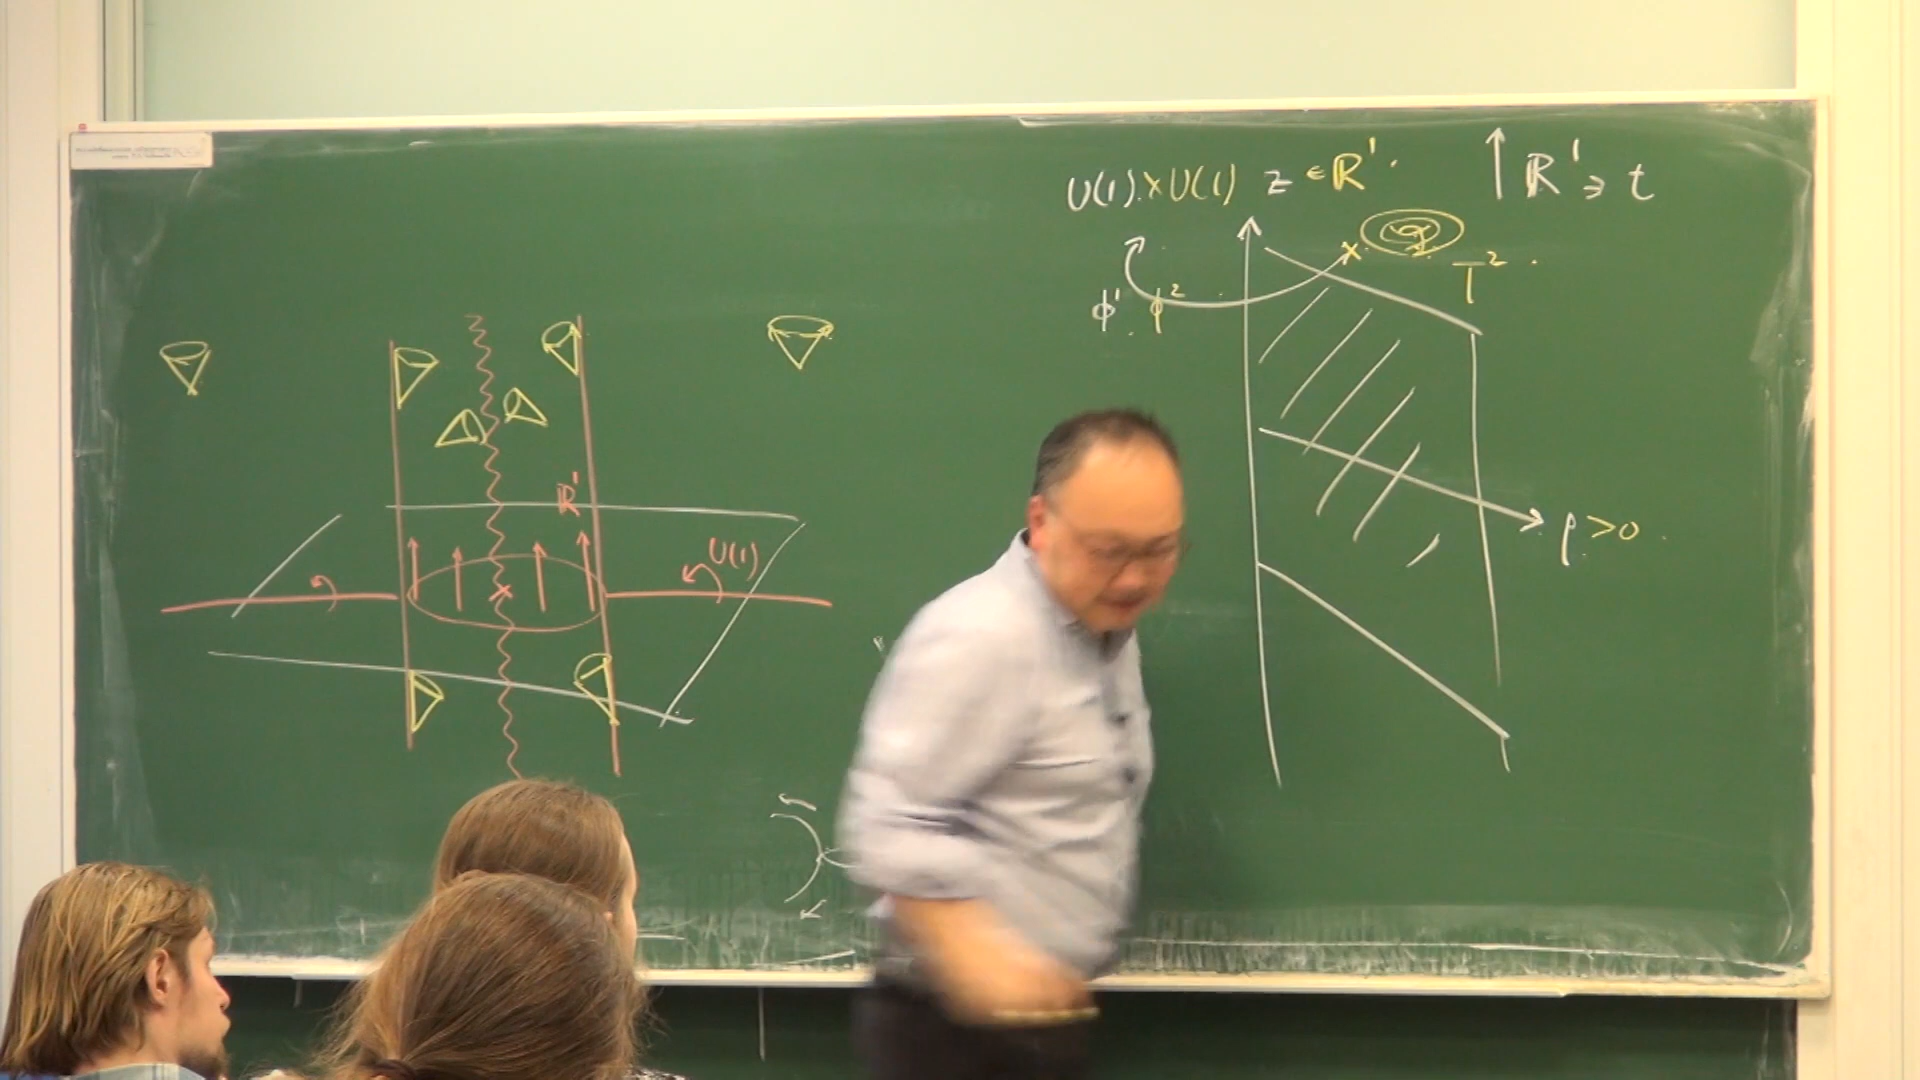 U(1) × U(1) z ∈ ℝ¹.
ℝ¹ ∋ t
T² .
ϕ¹ . ϕ²
ℝ¹
U(1)
ρ > 0 .